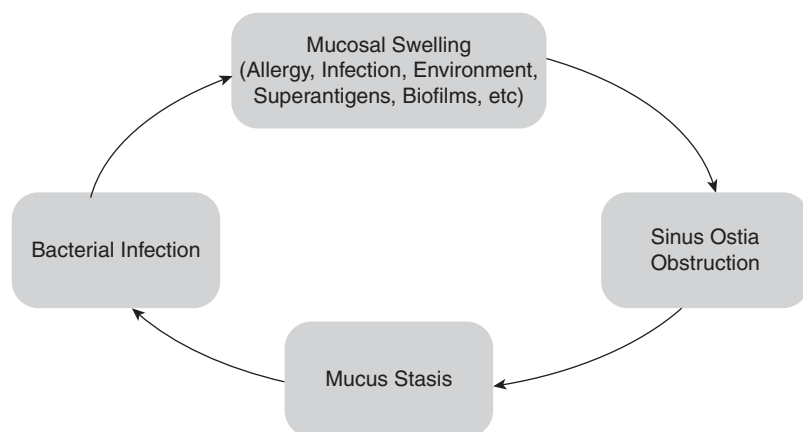 Mucosal Swelling
(Allergy, Infection, Environment,
Superantigens, Biofilms, etc)
Sinus Ostia
Obstruction
Mucus Stasis
Bacterial Infection